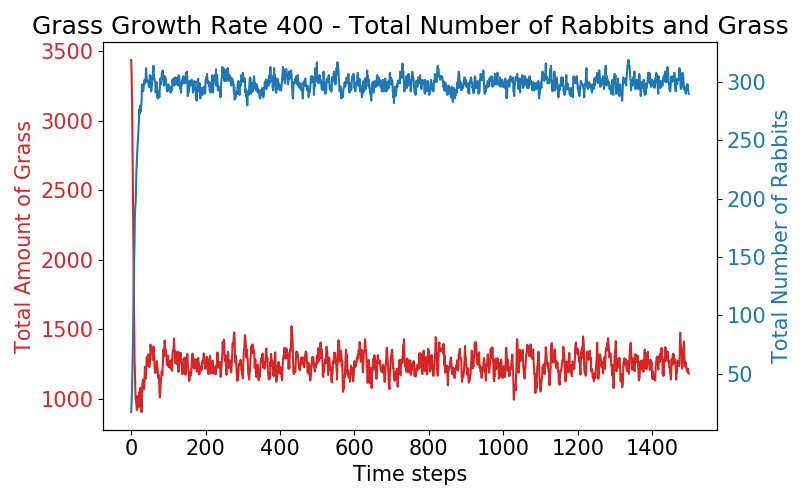 Grass Growth Rate 400 - Total Number of Rabbits and Grass
Total Amount of Grass
3500
3000
2500
2000
1500
1000
300
250
200
150
100
50
Total Number of Rabbits
0 200 400 600 800 1000 1200 1400
Time steps